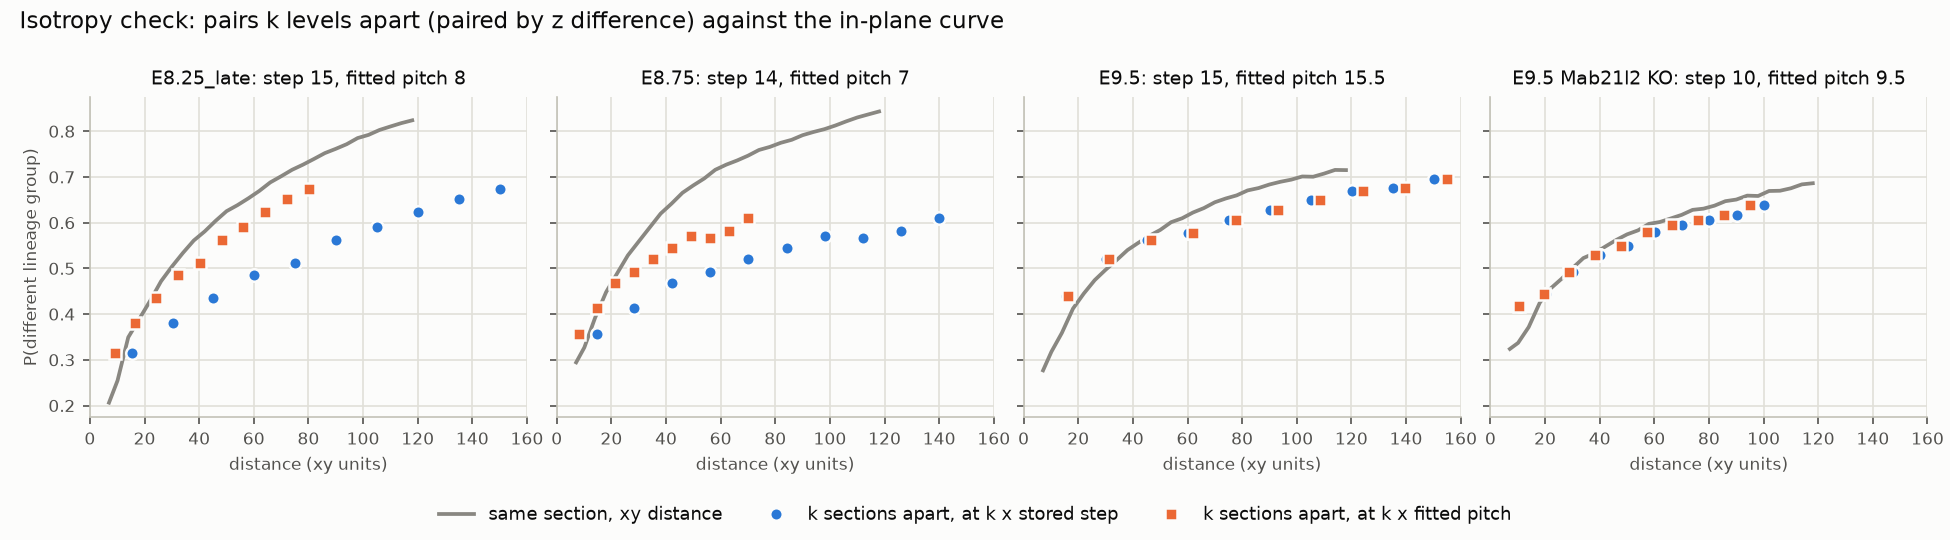 Isotropy check: pairs k levels apart (paired by z difference) against the in-plane curve
E8.25_late: step 15, fitted pitch 8
E8.75: step 14, fitted pitch 7
E9.5: step 15, fitted pitch 15.5
E9.5 Mab21l2 KO: step 10, fitted pitch 9.5
P(different lineage group)
0.8
0.7
0.6
0.5
0.4
0.3
0.2
0 20 40 60 80 100 120 140 160
0 20 40 60 80 100 120 140 160
0 20 40 60 80 100 120 140 160
0 20 40 60 80 100 120 140 160
distance (xy units)
distance (xy units)
distance (xy units)
distance (xy units)
same section, xy distance
k sections apart, at k x stored step
k sections apart, at k x fitted pitch